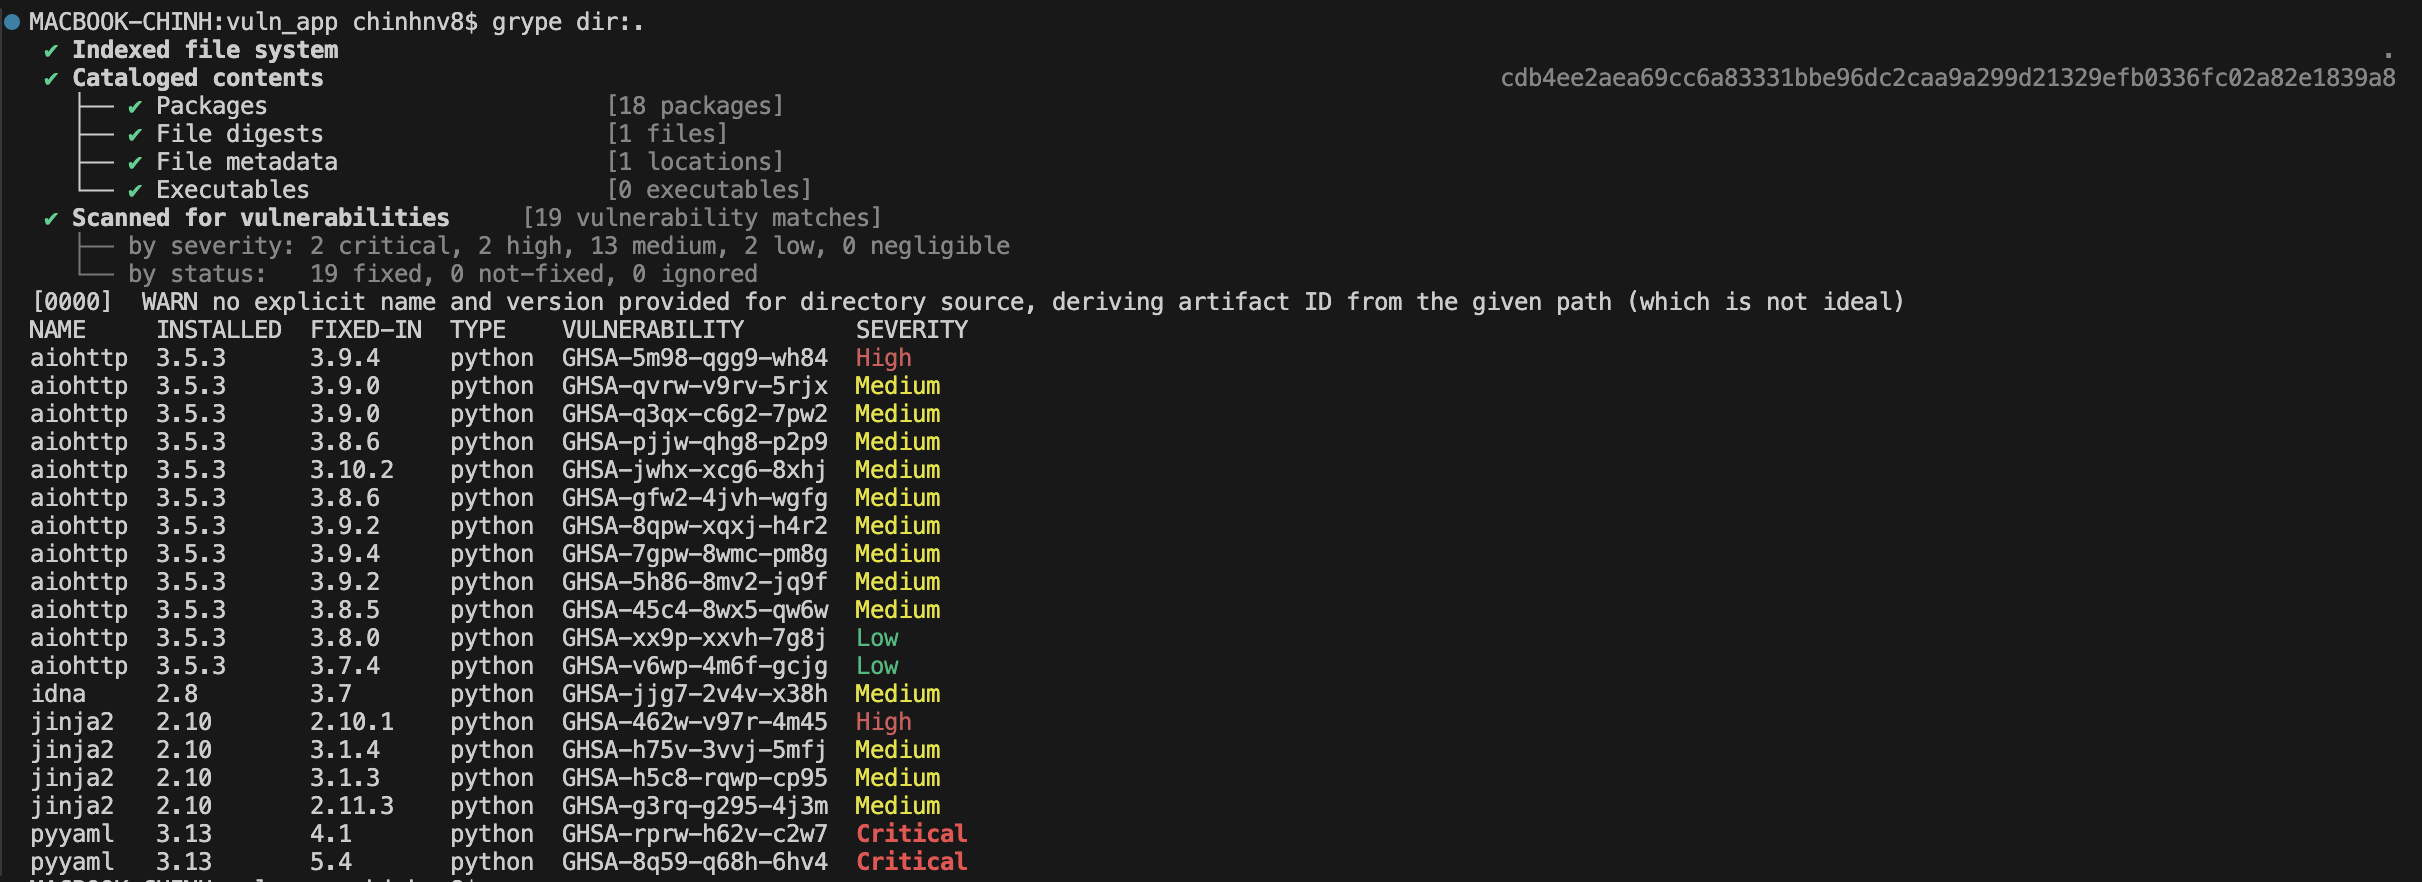 MACBOOK-CHINH:vuln_app chinhnv8$ grype dir:.
✔ Indexed file system .
✔ Cataloged contents cdb4ee2aea69cc6a83331bbe96dc2caa9a299d21329efb0336fc02a82e1839a8
├── ✔ Packages [18 packages]
├── ✔ File digests [1 files]
├── ✔ File metadata [1 locations]
└── ✔ Executables [0 executables]
✔ Scanned for vulnerabilities [19 vulnerability matches]
├── by severity: 2 critical, 2 high, 13 medium, 2 low, 0 negligible
└── by status: 19 fixed, 0 not-fixed, 0 ignored
[0000] WARN no explicit name and version provided for directory source, deriving artifact ID from the given path (which is not ideal)
NAME INSTALLED FIXED-IN TYPE VULNERABILITY SEVERITY
aiohttp 3.5.3 3.9.4 python GHSA-5m98-qgg9-wh84 High
aiohttp 3.5.3 3.9.0 python GHSA-qvrw-v9rv-5rjx Medium
aiohttp 3.5.3 3.9.0 python GHSA-q3qx-c6g2-7pw2 Medium
aiohttp 3.5.3 3.8.6 python GHSA-pjjw-qhg8-p2p9 Medium
aiohttp 3.5.3 3.10.2 python GHSA-jwhx-xcg6-8xhj Medium
aiohttp 3.5.3 3.8.6 python GHSA-gfw2-4jvh-wgfg Medium
aiohttp 3.5.3 3.9.2 python GHSA-8qpw-xqxj-h4r2 Medium
aiohttp 3.5.3 3.9.4 python GHSA-7gpw-8wmc-pm8g Medium
aiohttp 3.5.3 3.9.2 python GHSA-5h86-8mv2-jq9f Medium
aiohttp 3.5.3 3.8.5 python GHSA-45c4-8wx5-qw6w Medium
aiohttp 3.5.3 3.8.0 python GHSA-xx9p-xxvh-7g8j Low
aiohttp 3.5.3 3.7.4 python GHSA-v6wp-4m6f-gcjg Low
idna 2.8 3.7 python GHSA-jjg7-2v4v-x38h Medium
jinja2 2.10 2.10.1 python GHSA-462w-v97r-4m45 High
jinja2 2.10 3.1.4 python GHSA-h75v-3vvj-5mfj Medium
jinja2 2.10 3.1.3 python GHSA-h5c8-rqwp-cp95 Medium
jinja2 2.10 2.11.3 python GHSA-g3rq-g295-4j3m Medium
pyyaml 3.13 4.1 python GHSA-rprw-h62v-c2w7 Critical
pyyaml 3.13 5.4 python GHSA-8q59-q68h-6hv4 Critical